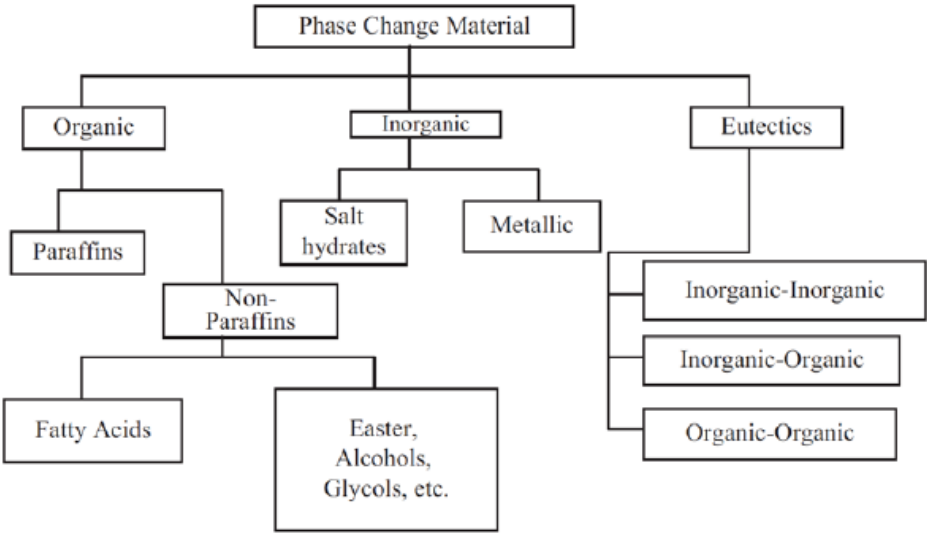 Phase Change Material
Organic
Inorganic
Eutectics
Paraffins
Salt
hydrates
Metallic
Non-
Paraffins
Inorganic-Inorganic
Inorganic-Organic
Organic-Organic
Fatty Acids
Easter,
Alcohols,
Glycols, etc.